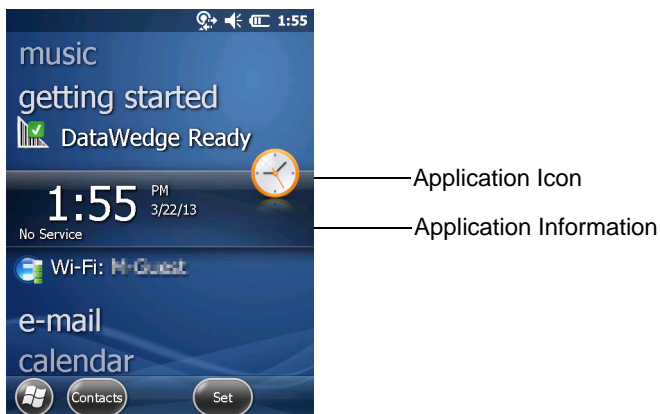 1:55
music
getting started
DataWedge Ready
Application Icon
1:55 PM
3/22/13
Application Information
No Service
Wi-Fi:
e-mail
calendar
Contacts
Set